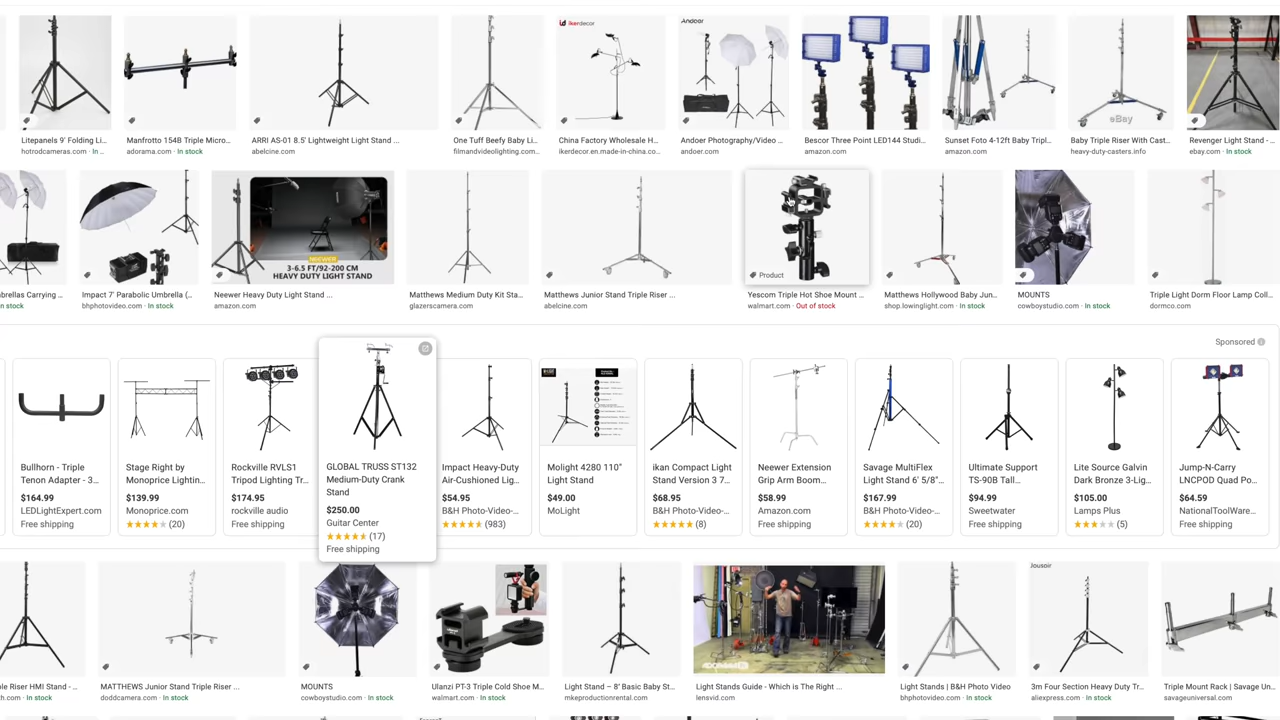 ikerdecor
Andoer
eBay
Litepanels 9' Folding Li...
hotrodcameras.com · In ...
Manfrotto 154B Triple Micro...
adorama.com · In stock
ARRI AS-01 8.5' Lightweight Light Stand ...
abelcine.com
One Tuff Beefy Baby Li...
filmandvideolighting.com...
China Factory Wholesale H...
ikerdecor.en.made-in-china.co...
Andoer Photography/Video ...
andoer.com
Bescor Three Point LED144 Studi...
amazon.com
Sunset Foto 4-12ft Baby Tripl...
amazon.com
Baby Triple Riser With Cast...
heavy-duty-casters.info
Revenger Light Stand - ...
ebay.com · In stock
NEEWER
3-6.5 FT/92-200 CM
HEAVY DUTY LIGHT STAND
Product
brellas Carrying ...
n stock
Impact 7' Parabolic Umbrella (...
bhphotovideo.com · In stock
Neewer Heavy Duty Light Stand ...
amazon.com
Matthews Medium Duty Kit Sta...
glazerscamera.com
Matthews Junior Stand Triple Riser ...
abelcine.com
Yescom Triple Hot Shoe Mount ...
walmart.com · Out of stock
Matthews Hollywood Baby Jun...
shop.lowinglight.com · In stock
MOUNTS
cowboystudio.com · In stock
Triple Light Dorm Floor Lamp Coll...
dormco.com
Sponsored
Bullhorn - Triple
Tenon Adapter - 3...
$164.99
LEDLightExpert.com
Free shipping
Stage Right by
Monoprice Lightin...
$139.99
Monoprice.com
(20)
Rockville RVLS1
Tripod Lighting Tr...
$174.95
rockville audio
Free shipping
GLOBAL TRUSS ST132
Medium-Duty Crank
Stand
$250.00
Guitar Center
(17)
Free shipping
Impact Heavy-Duty
Air-Cushioned Lig...
$54.95
B&H Photo-Video-...
(983)
Molight 4280 110"
Light Stand
$49.00
MoLight
ikan Compact Light
Stand Version 3 7...
$68.95
B&H Photo-Video-...
(8)
Neewer Extension
Grip Arm Boom...
$58.99
Amazon.com
Free shipping
Savage MultiFlex
Light Stand 6' 5/8"...
$167.99
B&H Photo-Video-...
(20)
Ultimate Support
TS-90B Tall...
$94.99
Sweetwater
Free shipping
Lite Source Galvin
Dark Bronze 3-Lig...
$105.00
Lamps Plus
(5)
Jump-N-Carry
LNCPOD Quad Po...
$64.59
NationalToolWare...
Free shipping
Jousoir
ADORAMA
le Riser HMI Stand - ...
th.com · In stock
MATTHEWS Junior Stand Triple Riser ...
doddcamera.com · In stock
MOUNTS
cowboystudio.com · In stock
Ulanzi PT-3 Triple Cold Shoe M...
walmart.com · In stock
Light Stand – 8' Basic Baby St...
mkeproductionrental.com
Light Stands Guide - Which is The Right ...
lensvid.com
Light Stands | B&H Photo Video
bhphotovideo.com · In stock
3m Four Section Heavy Duty Tr...
aliexpress.com · In stock
Triple Mount Rack | Savage Un...
savageuniversal.com